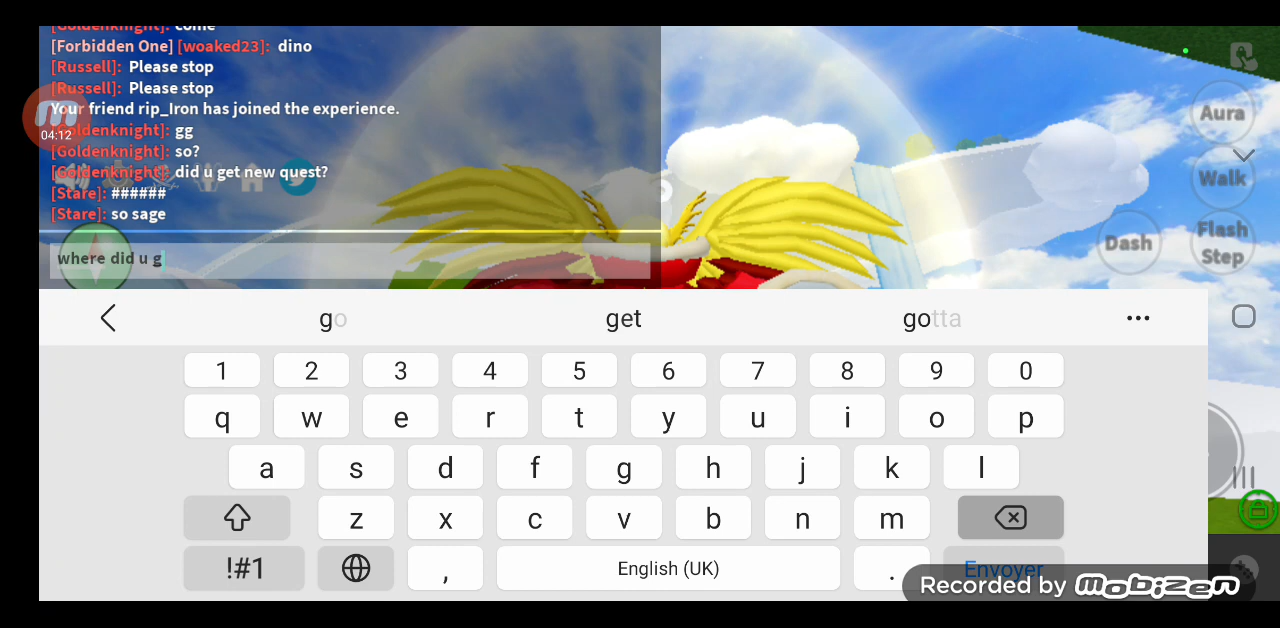 [Goldenknight]: come
[Forbidden One] [woaked23]: dino
[Russell]: Please stop
[Russell]: Please stop
Your friend rip_Iron has joined the experience.
[Goldenknight]: gg
[Goldenknight]: so?
[Goldenknight]: did u get new quest?
[Stare]: ######
[Stare]: so sage
where did u g
04:12
Aura
Walk
Dash
Flash
Step
go get gotta
1 2 3 4 5 6 7 8 9 0
q w e r t y u i o p
a s d f g h j k l
z x c v b n m
!#1 , English (UK) . Envoyer
Recorded by mobizen